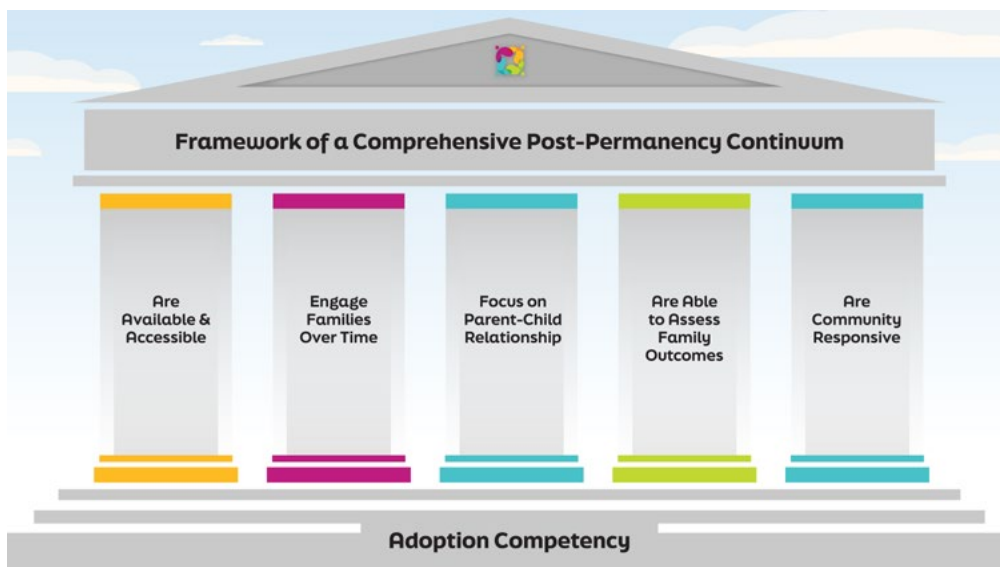 Framework of a Comprehensive Post-Permanency Continuum
Are
Available &
Accessible
Engage
Families
Over Time
Focus on
Parent-Child
Relationship
Are Able
to Assess
Family
Outcomes
Are
Community
Responsive
Adoption Competency